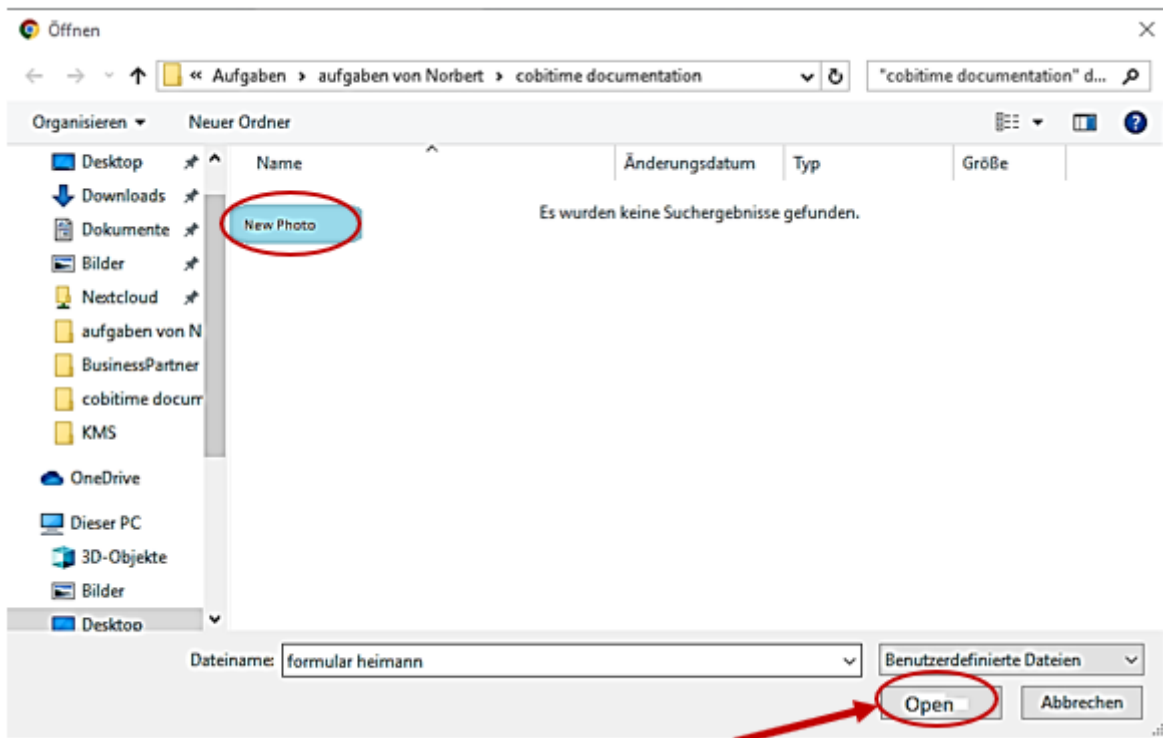 Öffnen
« Aufgaben › aufgaben von Norbert › cobitime documentation
"cobitime documentation" d...
Organisieren
Neuer Ordner
Name
Änderungsdatum
Typ
Größe
Es wurden keine Suchergebnisse gefunden.
New Photo
Desktop
Downloads
Dokumente
Bilder
Nextcloud
aufgaben von N
BusinessPartner
cobitime docum
KMS
OneDrive
Dieser PC
3D-Objekte
Bilder
Desktop
Dateiname: formular heimann
Benutzerdefinierte Dateien
Open
Abbrechen